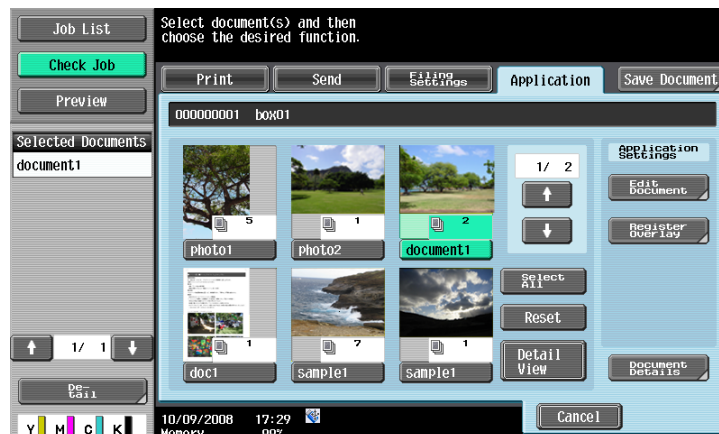 Job List
Check Job
Preview
Selected Documents
document1
1/ 1
De-
tail
Y M C K
Select document(s) and then
choose the desired function.
Print
Send
Filing
Settings
Application
Save Document
000000001 box01
5
photo1
1
photo2
2
document1
1
doc1
7
sample1
1
sample1
1/ 2
Select
All
Reset
Detail
View
Application
Settings
Edit
Document
Register
Overlay
Document
Details
Cancel
10/09/2008 17:29
Memory 99%